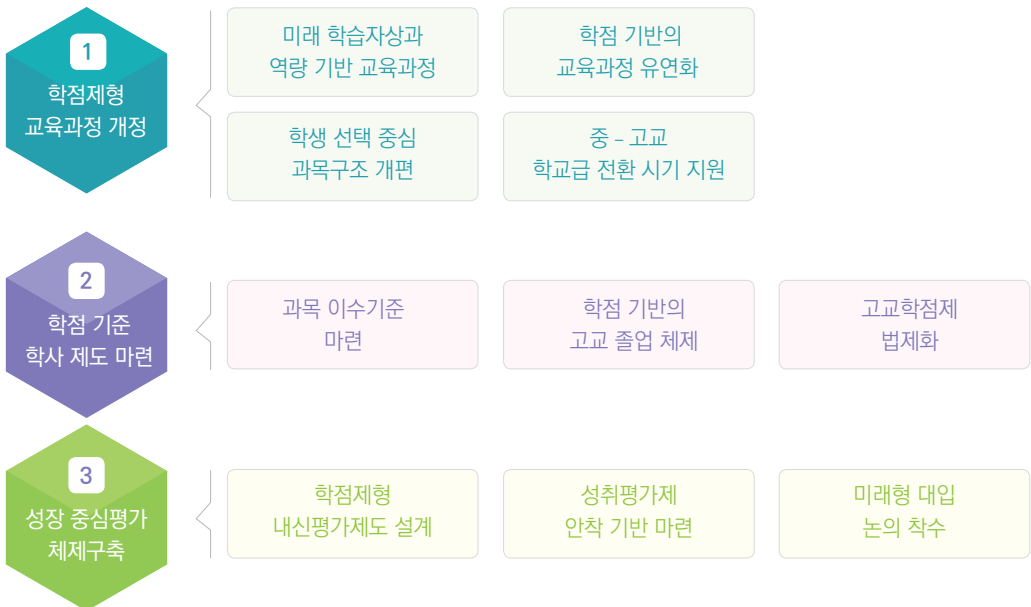 1
학점제형
교육과정 개정
미래 학습자상과
역량 기반 교육과정
학점 기반의
교육과정 유연화
학생 선택 중심
과목구조 개편
중 – 고교
학교급 전환 시기 지원
2
학점 기준
학사 제도 마련
과목 이수기준
마련
학점 기반의
고교 졸업 체제
고교학점제
법제화
3
성장 중심평가
체제구축
학점제형
내신평가제도 설계
성취평가제
안착 기반 마련
미래형 대입
논의 착수